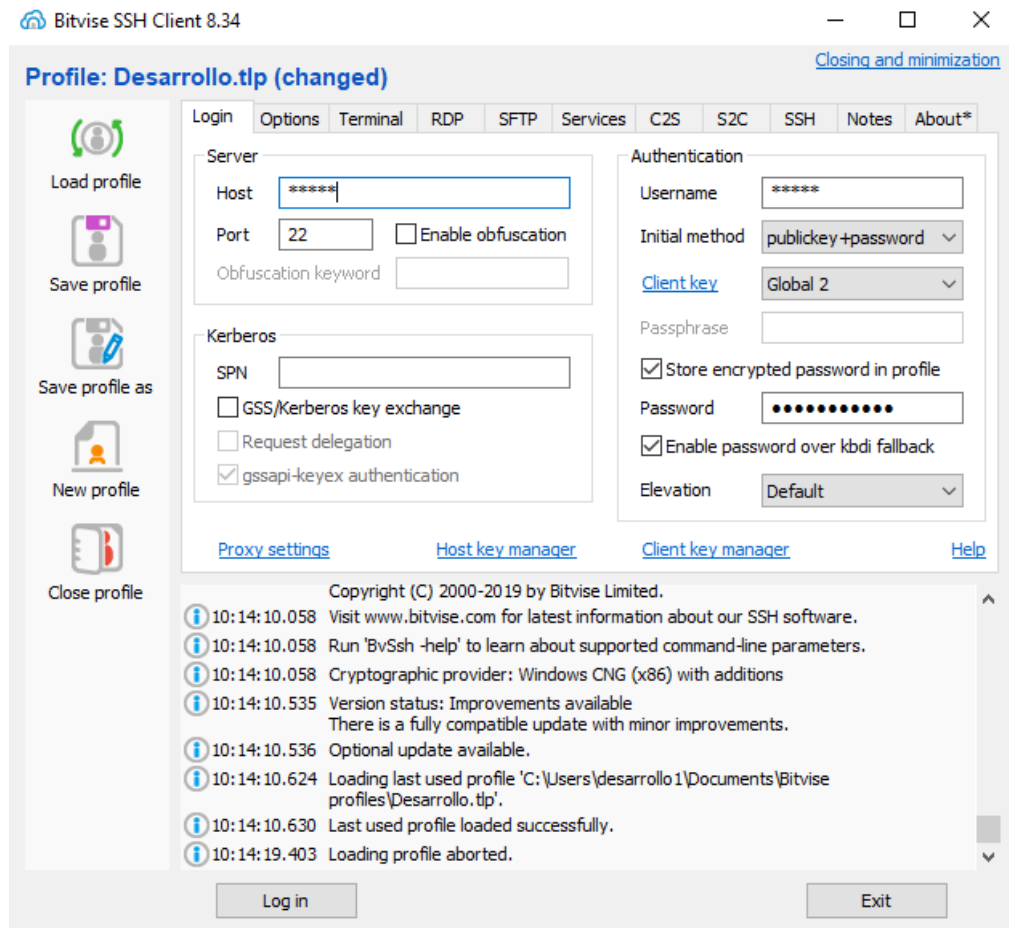 Bitvise SSH Client 8.34
Profile: Desarrollo.tlp (changed)
Closing and minimization
Load profile
Save profile
Save profile as
New profile
Close profile
Login Options Terminal RDP SFTP Services C2S S2C SSH Notes About*
Server
Host *****
Port 22 Enable obfuscation
Obfuscation keyword
Kerberos
SPN
GSS/Kerberos key exchange
Request delegation
gssapi-keyex authentication
Authentication
Username *****
Initial method publickey+password
Client key Global 2
Passphrase
Store encrypted password in profile
Password ●●●●●●●●●●●
Enable password over kbdi fallback
Elevation Default
Proxy settings Host key manager Client key manager Help
Copyright (C) 2000-2019 by Bitvise Limited.
10:14:10.058 Visit www.bitvise.com for latest information about our SSH software.
10:14:10.058 Run 'BvSsh -help' to learn about supported command-line parameters.
10:14:10.058 Cryptographic provider: Windows CNG (x86) with additions
10:14:10.535 Version status: Improvements available
There is a fully compatible update with minor improvements.
10:14:10.536 Optional update available.
10:14:10.624 Loading last used profile 'C:\Users\desarrollo1\Documents\Bitvise
profiles\Desarrollo.tlp'.
10:14:10.630 Last used profile loaded successfully.
10:14:19.403 Loading profile aborted.
Log in Exit